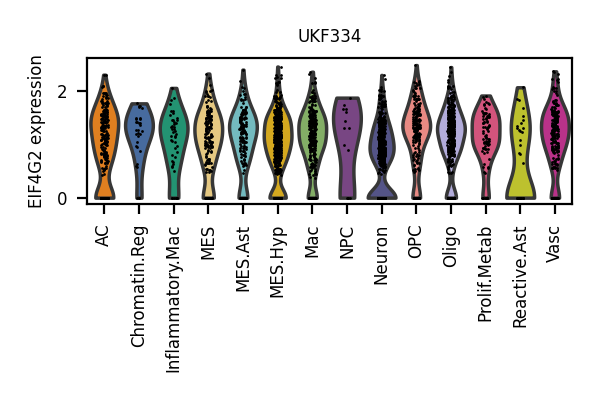 UKF334
EIF4G2 expression
2
0
AC
Chromatin.Reg
Inflammatory.Mac
MES
MES.Ast
MES.Hyp
Mac
NPC
Neuron
OPC
Oligo
Prolif.Metab
Reactive.Ast
Vasc